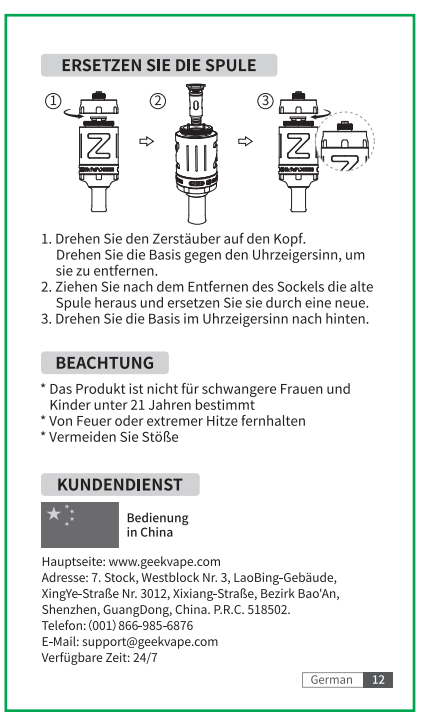 ERSETZEN SIE DIE SPULE
① ② ③
Z Z Z
1. Drehen Sie den Zerstäuber auf den Kopf.
Drehen Sie die Basis gegen den Uhrzeigersinn, um
sie zu entfernen.
2. Ziehen Sie nach dem Entfernen des Sockels die alte
Spule heraus und ersetzen Sie sie durch eine neue.
3. Drehen Sie die Basis im Uhrzeigersinn nach hinten.
BEACHTUNG
* Das Produkt ist nicht für schwangere Frauen und
Kinder unter 21 Jahren bestimmt
* Von Feuer oder extremer Hitze fernhalten
* Vermeiden Sie Stöße
KUNDENDIENST
Bedienung
in China
Hauptseite: www.geekvape.com
Adresse: 7. Stock, Westblock Nr. 3, LaoBing-Gebäude,
XingYe-Straße Nr. 3012, Xixiang-Straße, Bezirk Bao'An,
Shenzhen, GuangDong, China. P.R.C. 518502.
Telefon: (001) 866-985-6876
E-Mail: support@geekvape.com
Verfügbare Zeit: 24/7
German 12